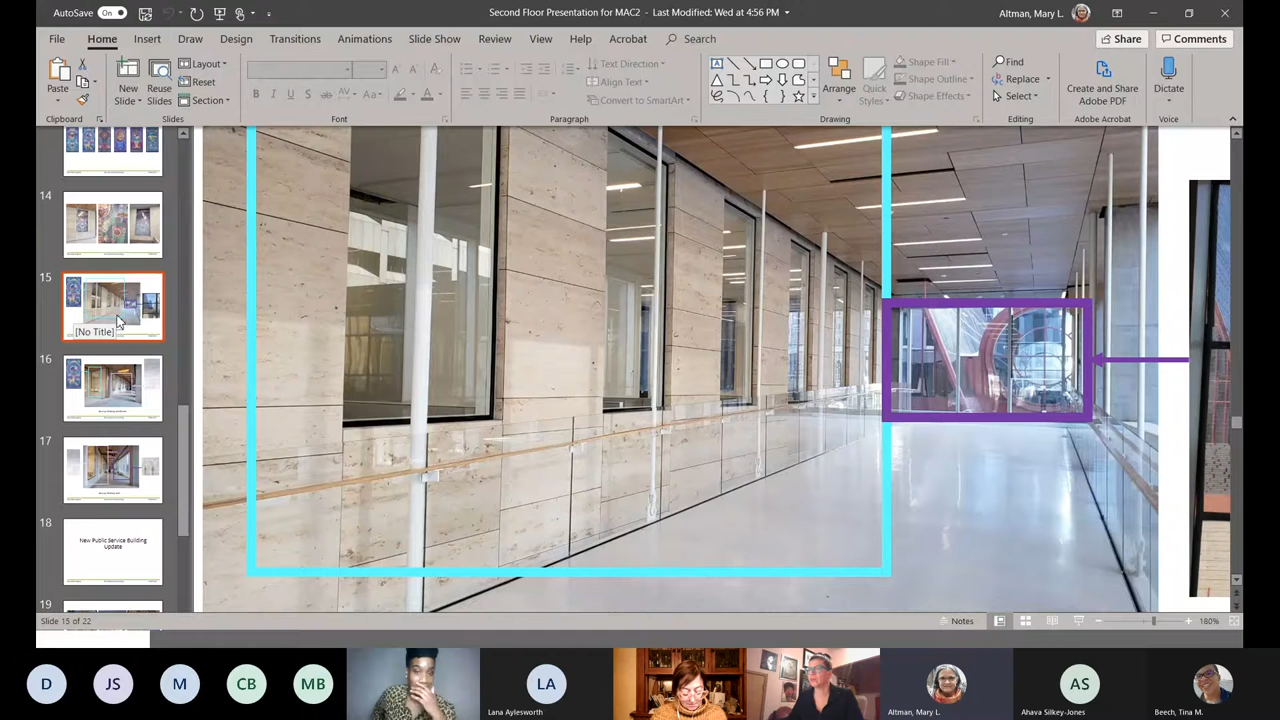 AutoSave On
Second Floor Presentation for MAC2 - Last Modified: Wed at 4:56 PM
Altman, Mary L.
File Home Insert Draw Design Transitions Animations Slide Show Review View Help Acrobat Search
Share Comments
Paste
New Slide
Reuse Slides
Layout
Reset
Section
B I U S ab AV Aa A
Text Direction
Align Text
Convert to SmartArt
Arrange
Quick Styles
Shape Fill
Shape Outline
Shape Effects
Find
Replace
Select
Create and Share Adobe PDF
Dictate
Clipboard Slides Font Paragraph Drawing Editing Adobe Acrobat Voice
14
15
[No Title]
16
17
18
New Public Service Building
Update
19
Slide 15 of 22
Notes
180%
D
JS
M
CB
MB
LA
Lana Aylesworth
Altman, Mary L.
AS
Ahava Silkey-Jones
Beech, Tina M.